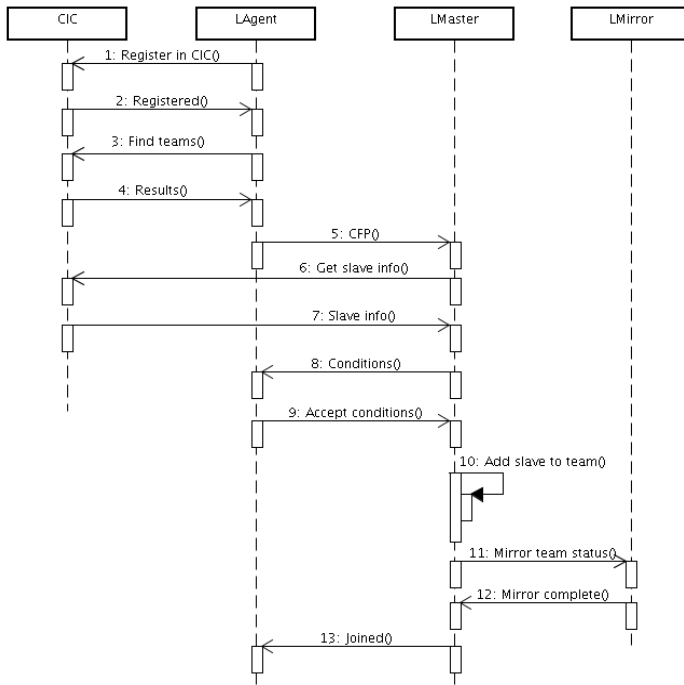 CIC
LAgent
LMaster
LMirror
1: Register in CIC()
2: Registered()
3: Find teams()
4: Results()
5: CFP()
6: Get slave info()
7: Slave info()
8: Conditions()
9: Accept conditions()
10: Add slave to team()
11: Mirror team status()
12: Mirror complete()
13: Joined()